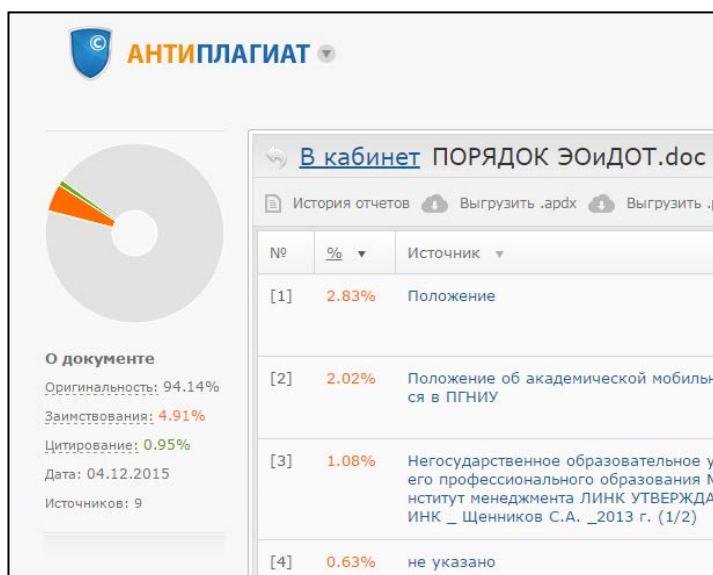 ©
АНТИПЛАГИАТ
В кабинет ПОРЯДОК ЭОиДОТ.doc
История отчетов Выгрузить .apdx Выгрузить
№ % Источник
[1] 2.83% Положение
О документе
Оригинальность: 94.14%
Заимствования: 4.91%
Цитирование: 0.95%
Дата: 04.12.2015
Источников: 9
[2] 2.02% Положение об академической мобильн
ся в ПГНИУ
[3] 1.08% Негосударственное образовательное у
его профессионального образования
нститут менеджмента ЛИНК УТВЕРЖДА
ИНК _ Щенников С.А. _2013 г. (1/2)
[4] 0.63% не указано